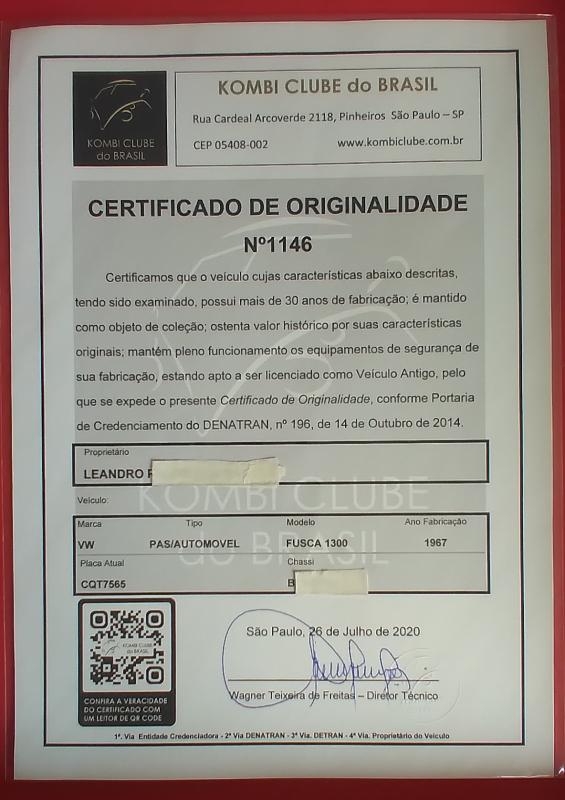 KOMBI CLUBE
do BRASIL
KOMBI CLUBE do BRASIL
Rua Cardeal Arcoverde 2118, Pinheiros São Paulo – SP
CEP 05408-002 www.kombiclube.com.br
CERTIFICADO DE ORIGINALIDADE
Nº1146
Certificamos que o veículo cujas características abaixo descritas,
tendo sido examinado, possui mais de 30 anos de fabricação; é mantido
como objeto de coleção; ostenta valor histórico por suas características
originais; mantém pleno funcionamento os equipamentos de segurança de
sua fabricação, estando apto a ser licenciado como Veículo Antigo, pelo
que se expede o presente Certificado de Originalidade, conforme Portaria
de Credenciamento do DENATRAN, nº 196, de 14 de Outubro de 2014.
Proprietário
LEANDRO
KOMBI CLUBE
do BRASIL
Veículo:
Marca Tipo Modelo Ano Fabricação
VW PAS/AUTOMOVEL FUSCA 1300 1967
Placa Atual Chassi
CQT7565 B
KOMBI CLUBE
do BRASIL
CONFIRA A VERACIDADE
DO CERTIFICADO COM
UM LEITOR DE QR CODE
São Paulo, 26 de Julho de 2020
Wagner Teixeira de Freitas – Diretor Técnico
1ª. Via Entidade Credenciadora - 2ª Via DENATRAN - 3ª Via. DETRAN - 4ª Via. Proprietário do Veículo